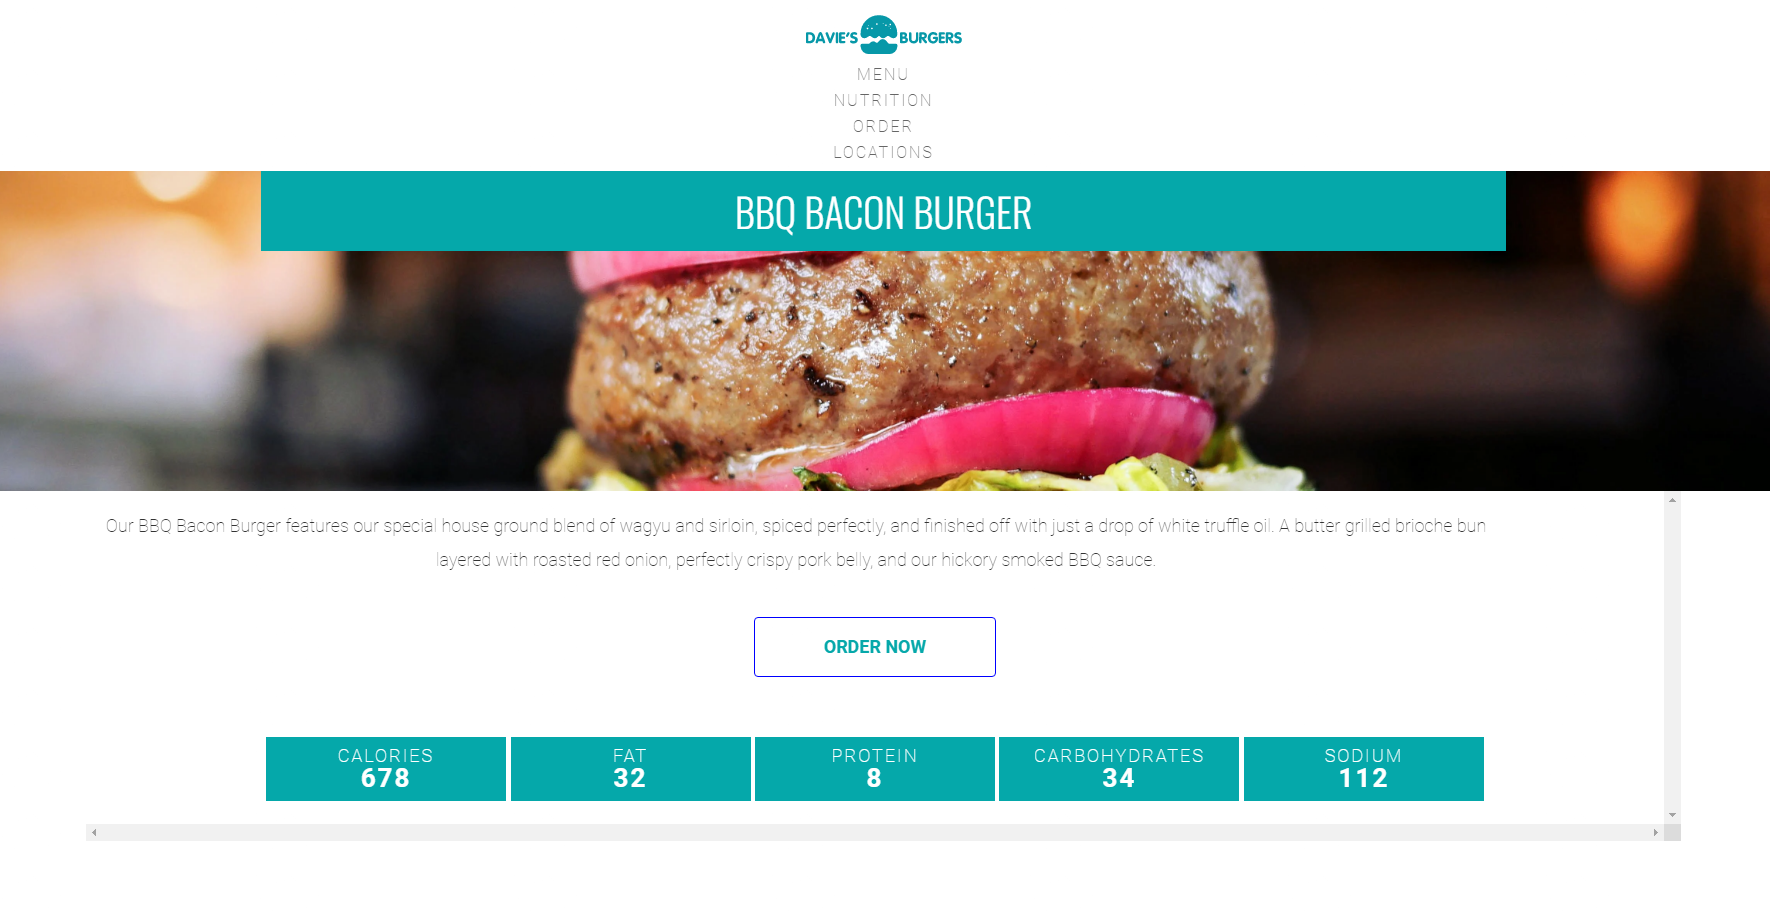 DAVIE'S BURGERS
MENU
NUTRITION
ORDER
LOCATIONS
BBQ BACON BURGER
Our BBQ Bacon Burger features our special house ground blend of wagyu and sirloin, spiced perfectly, and finished off with just a drop of white truffle oil. A butter grilled brioche bun
layered with roasted red onion, perfectly crispy pork belly, and our hickory smoked BBQ sauce.
ORDER NOW
CALORIES FAT PROTEIN CARBOHYDRATES SODIUM
678 32 8 34 112